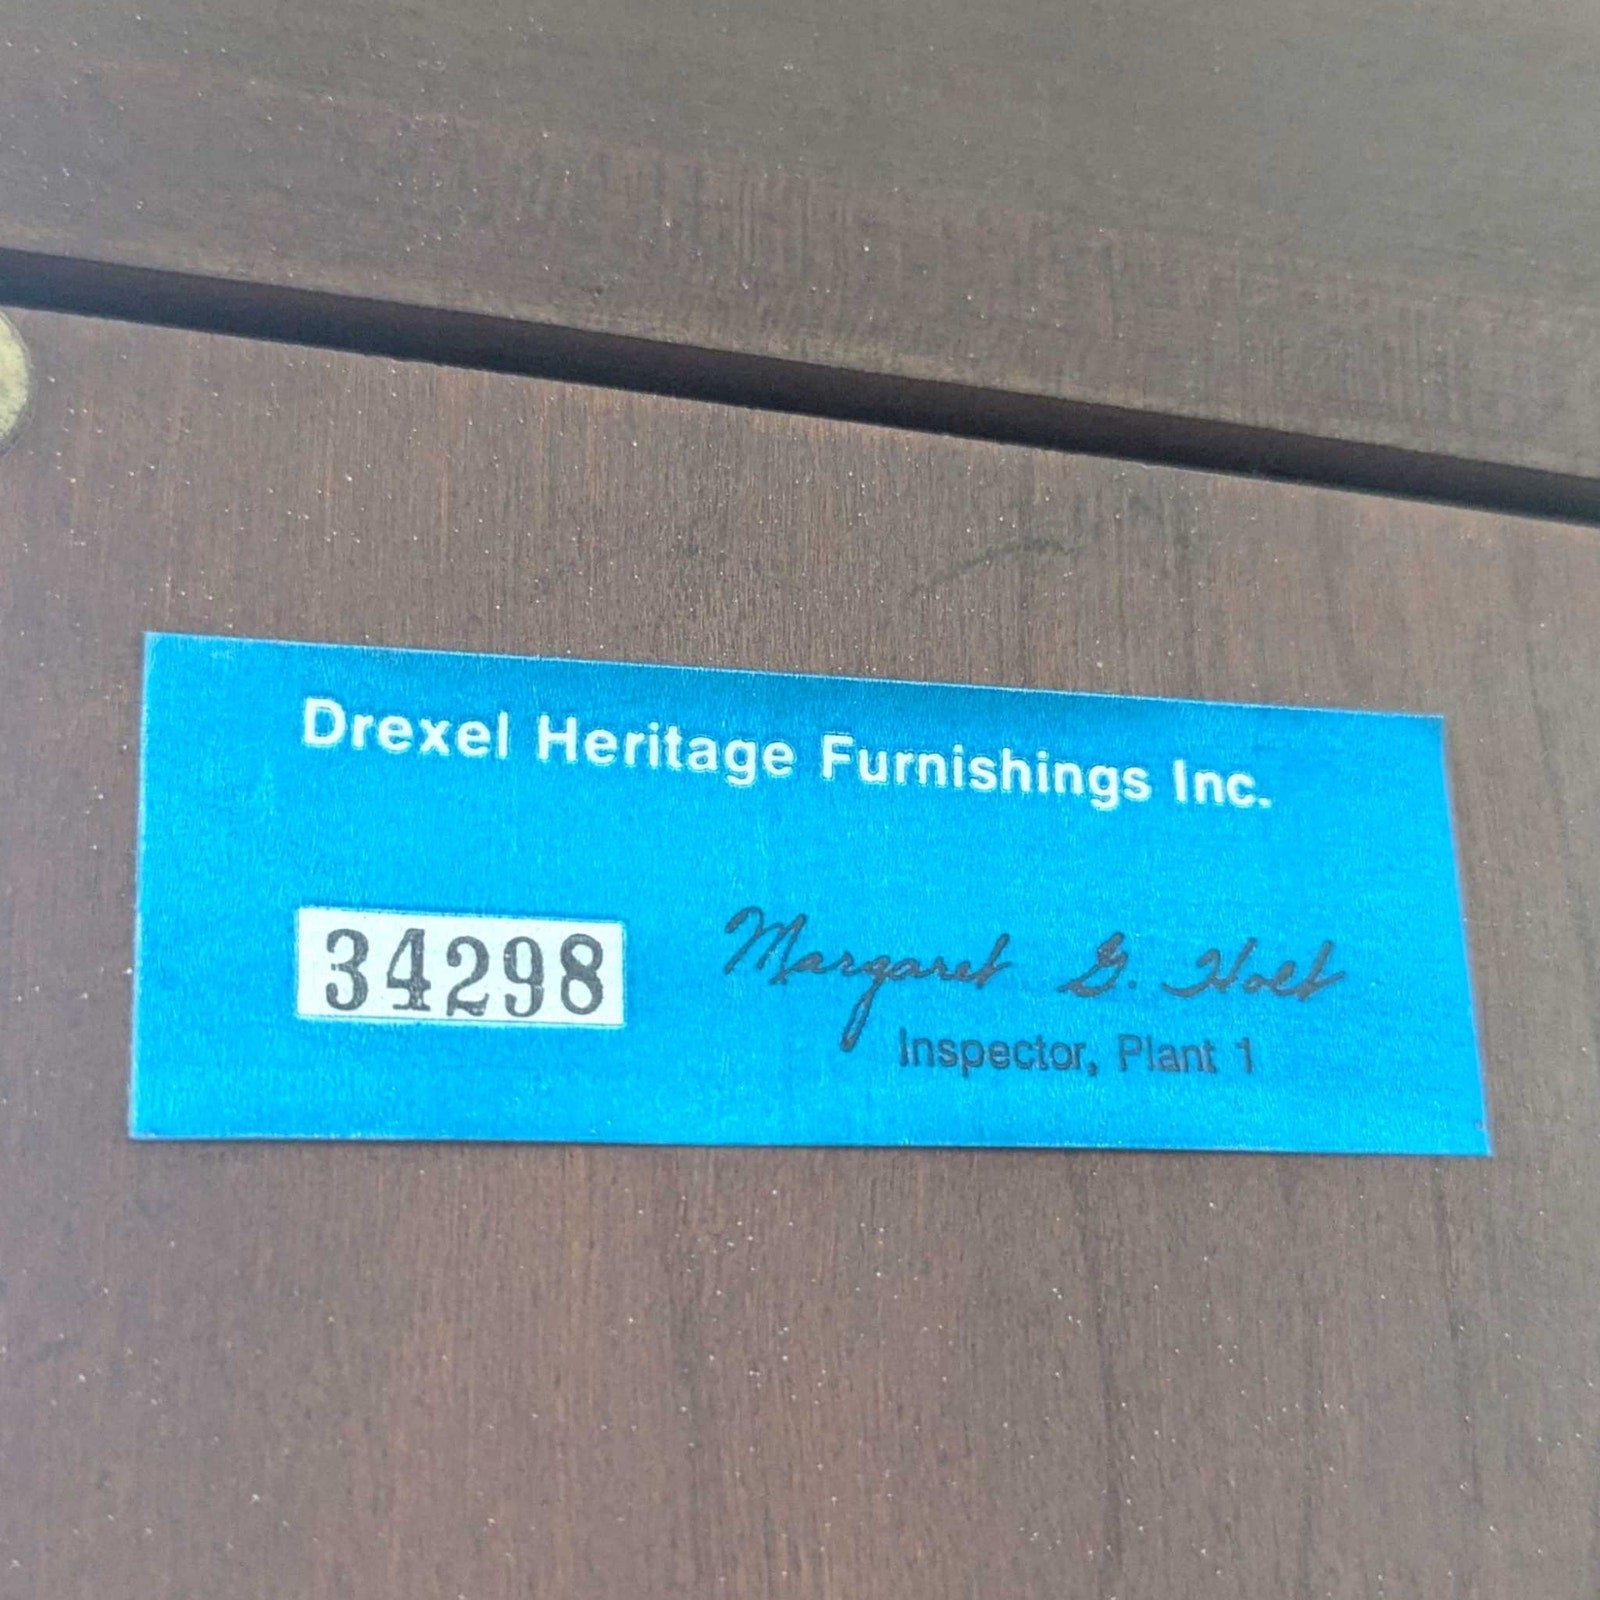 Drexel Heritage Furnishings Inc.
34298
Margaret G. Holt
Inspector, Plant 1